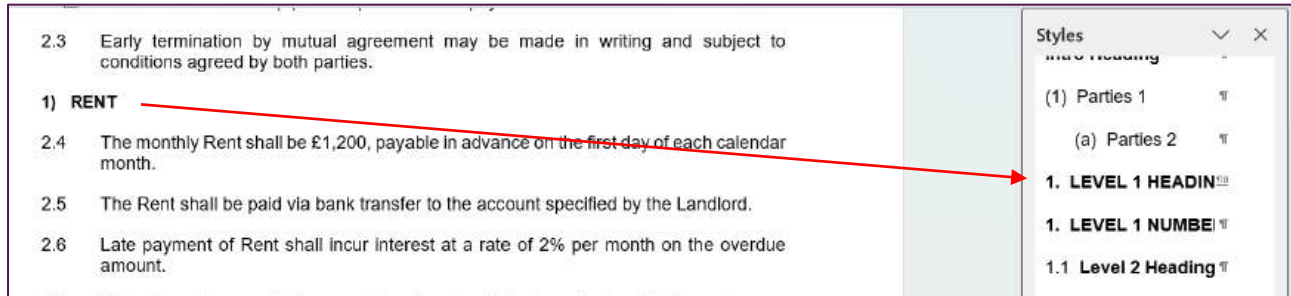 2.3 Early termination by mutual agreement may be made in writing and subject to
conditions agreed by both parties.
1) RENT
2.4 The monthly Rent shall be £1,200, payable in advance on the first day of each calendar
month.
2.5 The Rent shall be paid via bank transfer to the account specified by the Landlord.
2.6 Late payment of Rent shall incur interest at a rate of 2% per month on the overdue
amount.
Styles
Intro Heading
(1) Parties 1 ¶
(a) Parties 2 ¶
1. LEVEL 1 HEADIN
1. LEVEL 1 NUMBE ¶
1.1 Level 2 Heading ¶